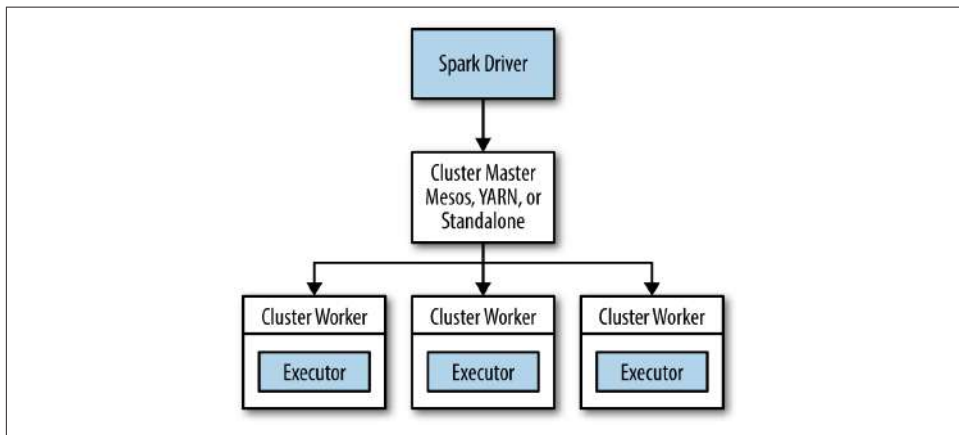 Spark Driver
Cluster Master
Mesos, YARN, or
Standalone
Cluster Worker
Cluster Worker
Cluster Worker
Executor
Executor
Executor